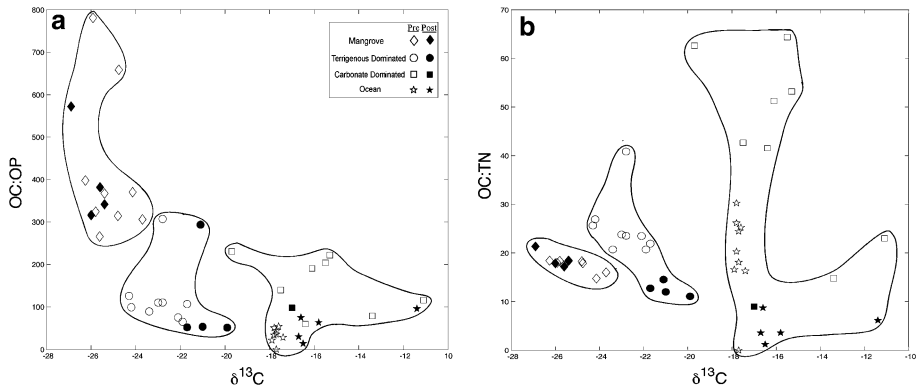 a
800
700
600
500
400
300
200
100
0
OC:OP
-28 -26 -24 -22 -20 -18 -16 -14 -12 -10
δ13C
Pre Post
Mangrove
Terrigenous Dominated
Carbonate Dominated
Ocean
b
70
60
50
40
30
20
10
0
OC:TN
-28 -26 -24 -22 -20 -18 -16 -14 -12 -10
δ13C